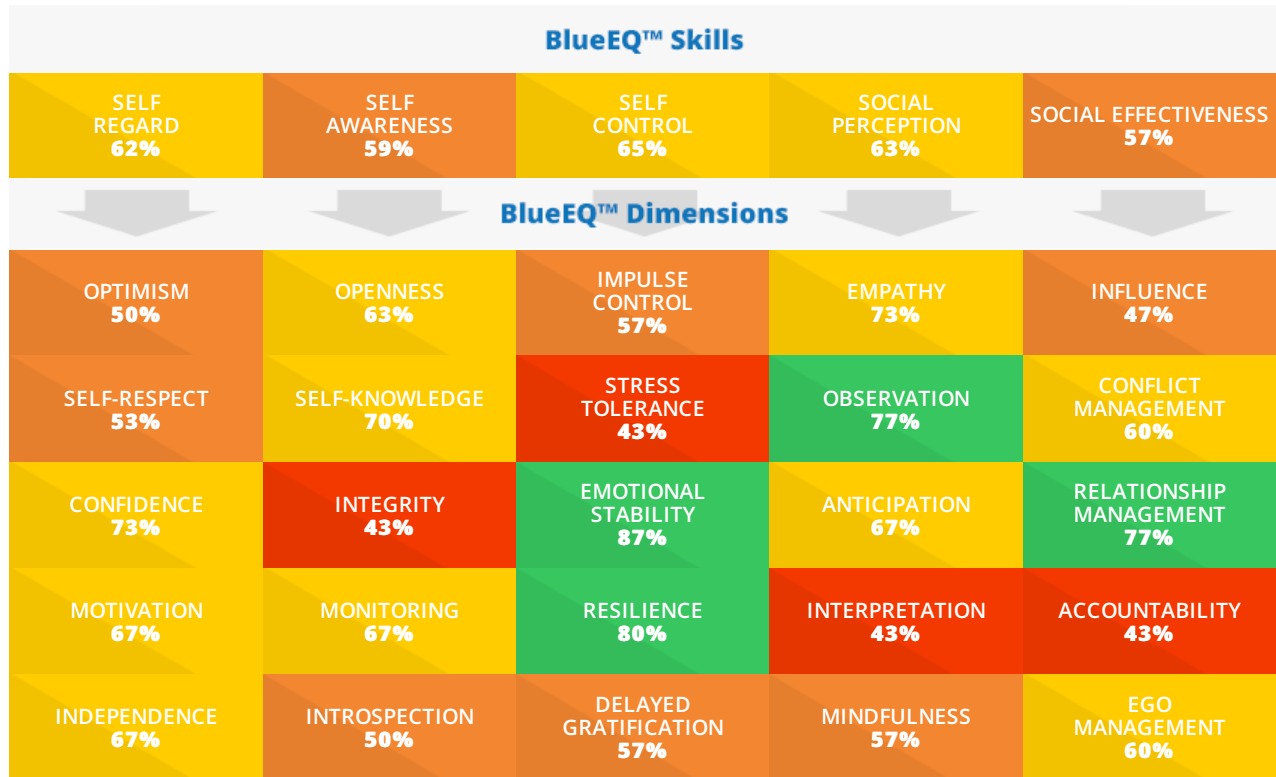 BlueEQ™ Skills
SELF
REGARD
62%
SELF
AWARENESS
59%
SELF
CONTROL
65%
SOCIAL
PERCEPTION
63%
SOCIAL EFFECTIVENESS
57%
BlueEQ™ Dimensions
OPTIMISM
50%
OPENNESS
63%
IMPULSE
CONTROL
57%
EMPATHY
73%
INFLUENCE
47%
SELF-RESPECT
53%
SELF-KNOWLEDGE
70%
STRESS
TOLERANCE
43%
OBSERVATION
77%
CONFLICT
MANAGEMENT
60%
CONFIDENCE
73%
INTEGRITY
43%
EMOTIONAL
STABILITY
87%
ANTICIPATION
67%
RELATIONSHIP
MANAGEMENT
77%
MOTIVATION
67%
MONITORING
67%
RESILIENCE
80%
INTERPRETATION
43%
ACCOUNTABILITY
43%
INDEPENDENCE
67%
INTROSPECTION
50%
DELAYED
GRATIFICATION
57%
MINDFULNESS
57%
EGO
MANAGEMENT
60%